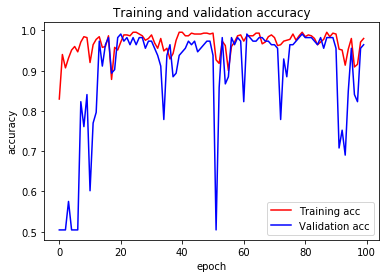 Training and validation accuracy
1.0
0.9
0.8
0.7
0.6
0.5
accuracy
0
20
40
60
80
100
epoch
Training acc
Validation acc